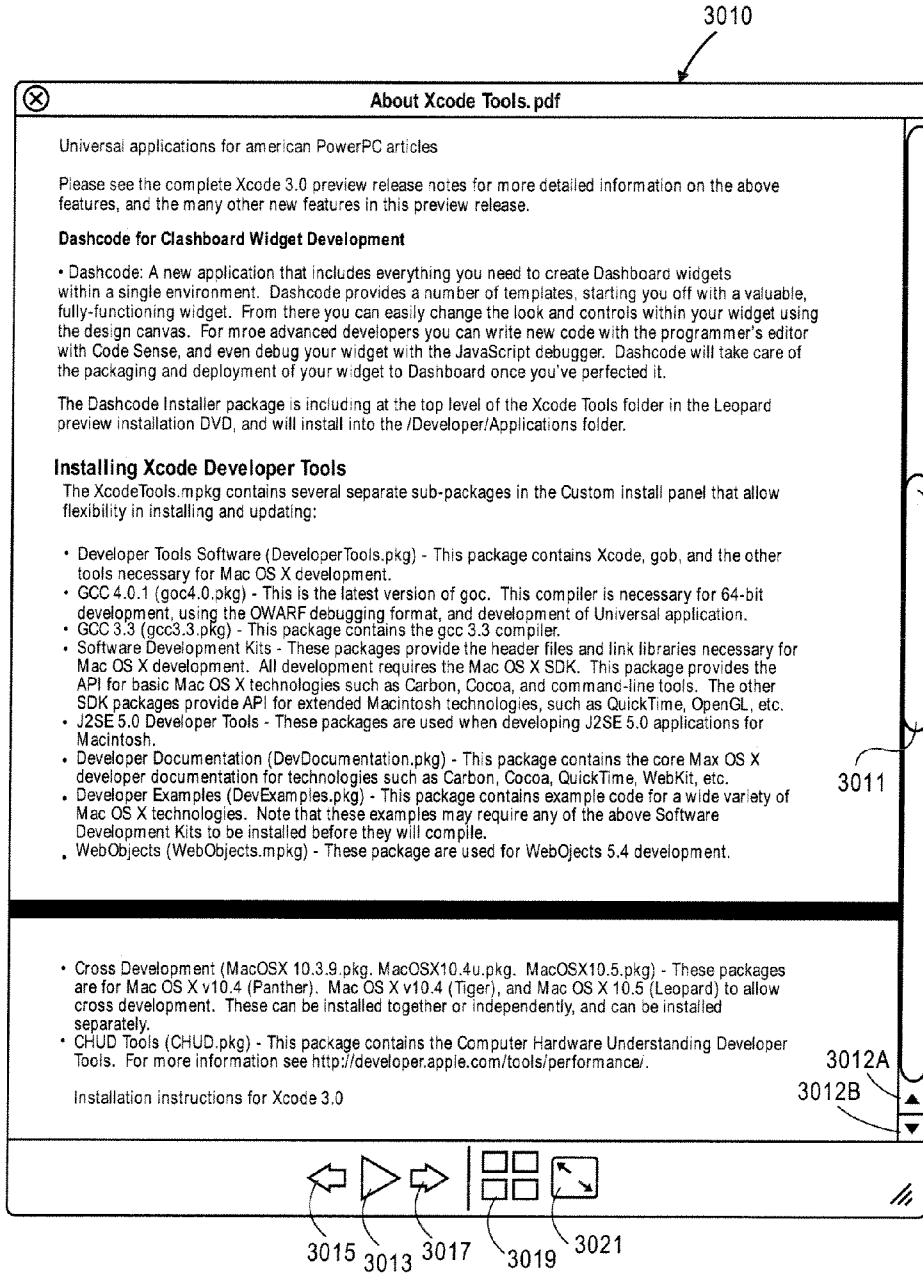 3010
About Xcode Tools.pdf
Universal applications for american PowerPC articles
Please see the complete Xcode 3.0 preview release notes for more detailed information on the above
features, and the many other new features in this preview release.
Dashcode for Clashboard Widget Development
• Dashcode: A new application that includes everything you need to create Dashboard widgets
within a single environment. Dashcode provides a number of templates, starting you off with a valuable,
fully-functioning widget. From there you can easily change the look and controls within your widget using
the design canvas. For mroe advanced developers you can write new code with the programmer's editor
with Code Sense, and even debug your widget with the JavaScript debugger. Dashcode will take care of
the packaging and deployment of your widget to Dashboard once you've perfected it.
The Dashcode Installer package is including at the top level of the Xcode Tools folder in the Leopard
preview installation DVD, and will install into the /Developer/Applications folder.
Installing Xcode Developer Tools
The XcodeTools.mpkg contains several separate sub-packages in the Custom install panel that allow
flexibility in installing and updating:
• Developer Tools Software (DeveloperTools.pkg) - This package contains Xcode, gob, and the other
tools necessary for Mac OS X development.
• GCC 4.0.1 (goc4.0.pkg) - This is the latest version of goc. This compiler is necessary for 64-bit
development, using the OWARF debugging format, and development of Universal application.
• GCC 3.3 (gcc3.3.pkg) - This package contains the gcc 3.3 compiler.
• Software Development Kits - These packages provide the header files and link libraries necessary for
Mac OS X development. All development requires the Mac OS X SDK. This package provides the
API for basic Mac OS X technologies such as Carbon, Cocoa, and command-line tools. The other
SDK packages provide API for extended Macintosh technologies, such as QuickTime, OpenGL, etc.
• J2SE 5.0 Developer Tools - These packages are used when developing J2SE 5.0 applications for
Macintosh.
• Developer Documentation (DevDocumentation.pkg) - This package contains the core Max OS X
developer documentation for technologies such as Carbon, Cocoa, QuickTime, WebKit, etc.
• Developer Examples (DevExamples.pkg) - This package contains example code for a wide variety of
Mac OS X technologies. Note that these examples may require any of the above Software
Development Kits to be installed before they will compile.
• WebObjects (WebObjects.mpkg) - These package are used for WebOjects 5.4 development.
3011
• Cross Development (MacOSX 10.3.9.pkg. MacOSX10.4u.pkg. MacOSX10.5.pkg) - These packages
are for Mac OS X v10.4 (Panther). Mac OS X v10.4 (Tiger), and Mac OS X 10.5 (Leopard) to allow
cross development. These can be installed together or independently, and can be installed
separately.
• CHUD Tools (CHUD.pkg) - This package contains the Computer Hardware Understanding Developer
Tools. For more information see http://developer.apple.com/tools/performance/.
Installation instructions for Xcode 3.0
3012A
3012B
3015 3013 3017 3019 3021